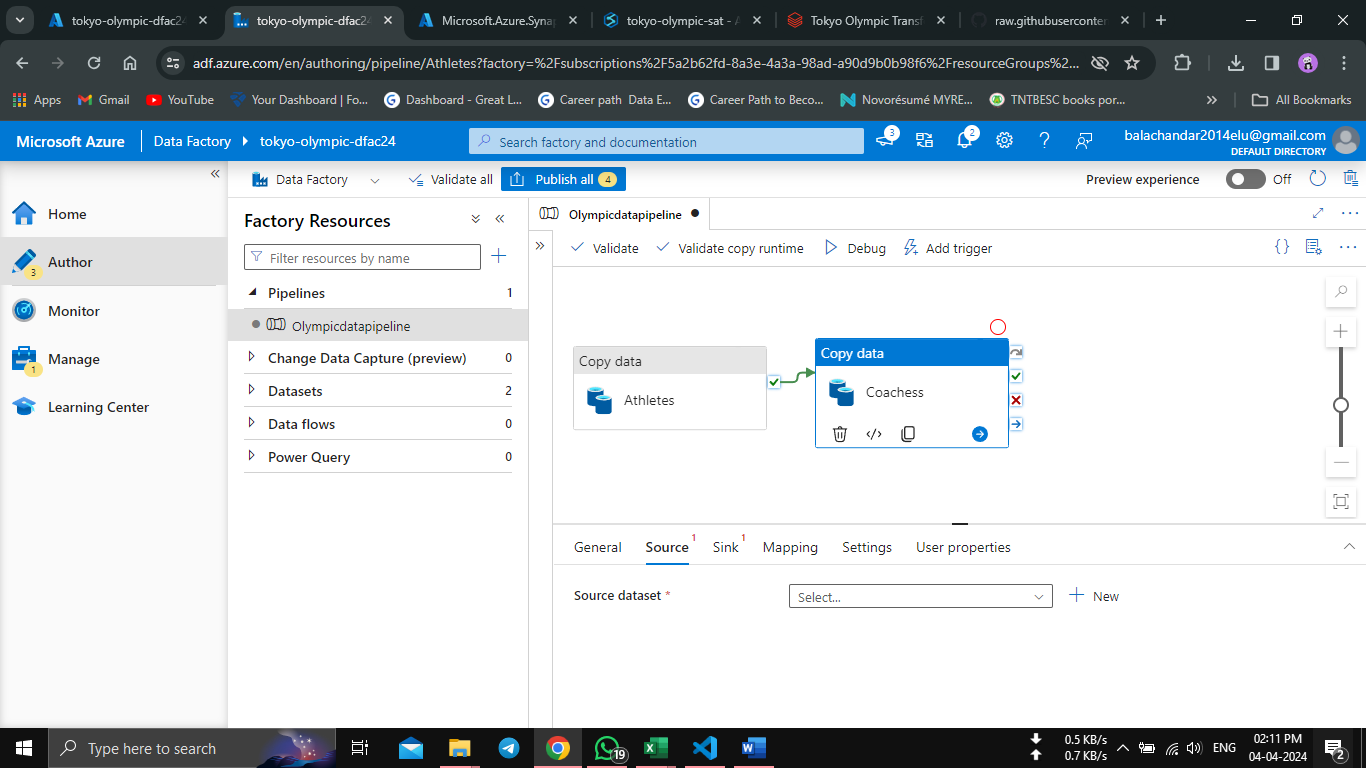 tokyo-olympic-dfac24
tokyo-olympic-dfac24
Microsoft.Azure.Syna
tokyo-olympic-sat - A
Tokyo Olympic Transf
raw.githubuserconten
adf.azure.com/en/authoring/pipeline/Athletes?factory=%2Fsubscriptions%2F5a2b62fd-8a3e-4a3a-98ad-a90d9b0b98f6%2FresourceGroups%2...
Apps
Gmail
YouTube
Your Dashboard | Fo...
Dashboard - Great L...
Career path Data E...
Career Path to Beco...
Novorésumé MYRE...
TNTBESC books por...
»
All Bookmarks
Microsoft Azure
Data Factory
tokyo-olympic-dfac24
Search factory and documentation
3
2
balachandar2014elu@gmail.com
DEFAULT DIRECTORY
Data Factory
Validate all
Publish all 4
Preview experience
Off
Home
Author
3
Monitor
Manage
1
Learning Center
Factory Resources
Filter resources by name
Pipelines 1
Olympicdatapipeline
Change Data Capture (preview) 0
Datasets 2
Data flows 0
Power Query 0
Olympicdatapipeline
Validate
Validate copy runtime
Debug
Add trigger
{}
Copy data
Athletes
Copy data
Coachess
</>
General
Source 1
Sink 1
Mapping
Settings
User properties
Source dataset *
Select...
New
Type here to search
19
0.5 KB/s
0.7 KB/s
ENG
02:11 PM
04-04-2024
2